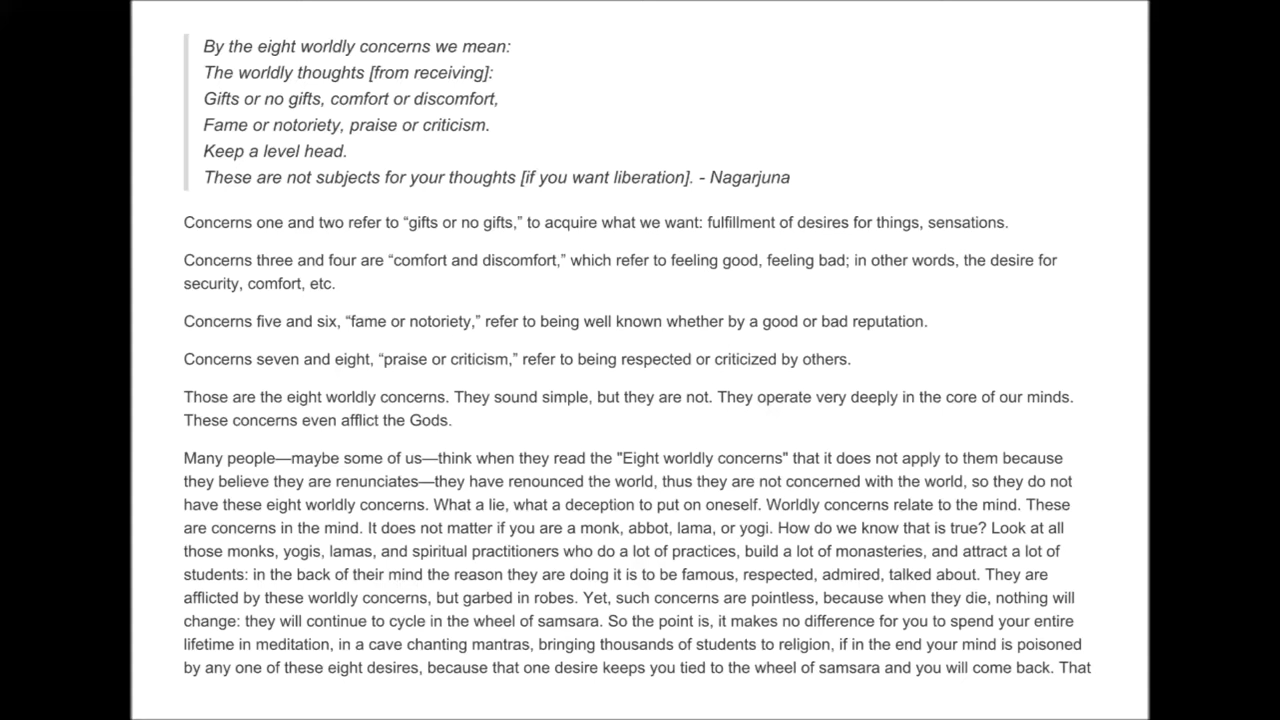 By the eight worldly concerns we mean:
The worldly thoughts [from receiving]:
Gifts or no gifts, comfort or discomfort,
Fame or notoriety, praise or criticism.
Keep a level head.
These are not subjects for your thoughts [if you want liberation]. - Nagarjuna
Concerns one and two refer to “gifts or no gifts,” to acquire what we want: fulfillment of desires for things, sensations.
Concerns three and four are “comfort and discomfort,” which refer to feeling good, feeling bad; in other words, the desire for
security, comfort, etc.
Concerns five and six, “fame or notoriety,” refer to being well known whether by a good or bad reputation.
Concerns seven and eight, “praise or criticism,” refer to being respected or criticized by others.
Those are the eight worldly concerns. They sound simple, but they are not. They operate very deeply in the core of our minds.
These concerns even afflict the Gods.
Many people—maybe some of us—think when they read the "Eight worldly concerns" that it does not apply to them because
they believe they are renunciates—they have renounced the world, thus they are not concerned with the world, so they do not
have these eight worldly concerns. What a lie, what a deception to put on oneself. Worldly concerns relate to the mind. These
are concerns in the mind. It does not matter if you are a monk, abbot, lama, or yogi. How do we know that is true? Look at all
those monks, yogis, lamas, and spiritual practitioners who do a lot of practices, build a lot of monasteries, and attract a lot of
students: in the back of their mind the reason they are doing it is to be famous, respected, admired, talked about. They are
afflicted by these worldly concerns, but garbed in robes. Yet, such concerns are pointless, because when they die, nothing will
change: they will continue to cycle in the wheel of samsara. So the point is, it makes no difference for you to spend your entire
lifetime in meditation, in a cave chanting mantras, bringing thousands of students to religion, if in the end your mind is poisoned
by any one of these eight desires, because that one desire keeps you tied to the wheel of samsara and you will come back. That